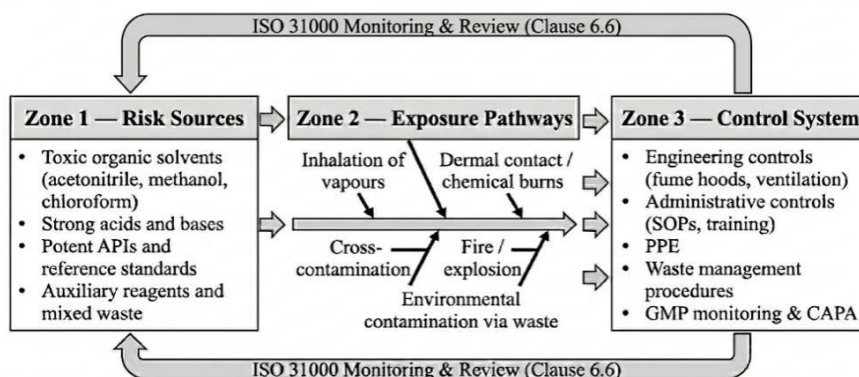 ISO 31000 Monitoring & Review (Clause 6.6)
Zone 1 — Risk Sources
• Toxic organic solvents
(acetonitrile, methanol,
chloroform)
• Strong acids and bases
• Potent APIs and
reference standards
• Auxiliary reagents and
mixed waste
Zone 2 — Exposure Pathways
Inhalation of
vapours
Dermal contact /
chemical burns
Cross-
contamination
Fire /
explosion
Environmental
contamination via waste
Zone 3 — Control System
• Engineering controls
(fume hoods, ventilation)
• Administrative controls
(SOPs, training)
• PPE
• Waste management
procedures
• GMP monitoring & CAPA
ISO 31000 Monitoring & Review (Clause 6.6)